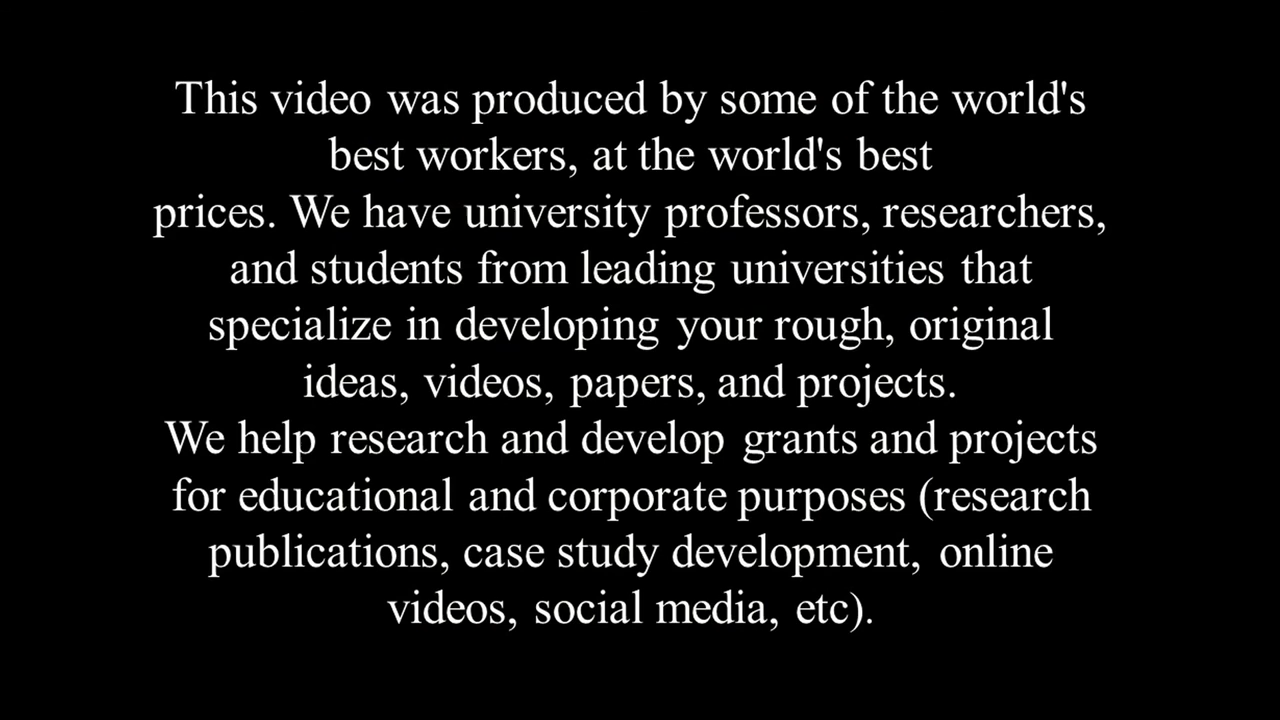 This video was produced by some of the world's
best workers, at the world's best
prices. We have university professors, researchers,
and students from leading universities that
specialize in developing your rough, original
ideas, videos, papers, and projects.
We help research and develop grants and projects
for educational and corporate purposes (research
publications, case study development, online
videos, social media, etc).